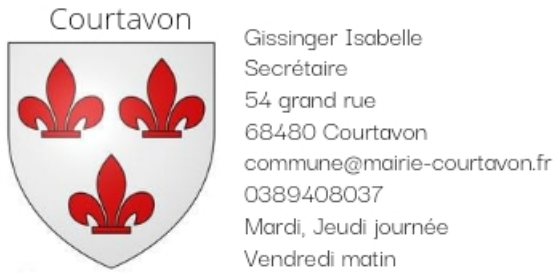 Courtavon
Gissinger Isabelle
Secrétaire
54 grand rue
68480 Courtavon
commune@mairie-courtavon.fr
0389408037
Mardi, Jeudi journée
Vendredi matin